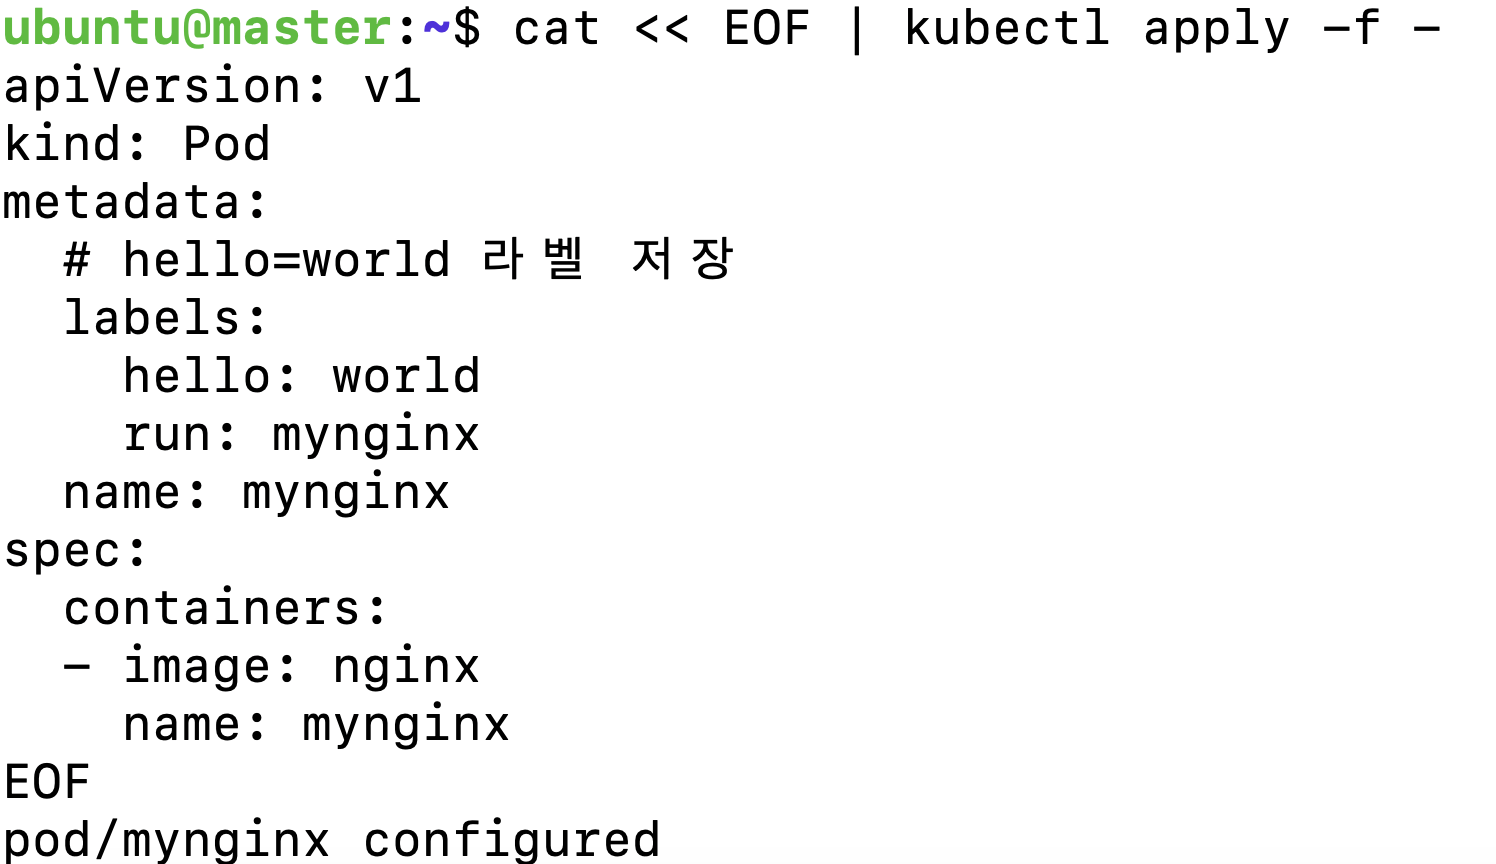 ubuntu@master:~$ cat << EOF | kubectl apply -f -
apiVersion: v1
kind: Pod
metadata:
  # hello=world 라벨 저장
  labels:
    hello: world
    run: mynginx
  name: mynginx
spec:
  containers:
  - image: nginx
    name: mynginx
EOF
pod/mynginx configured